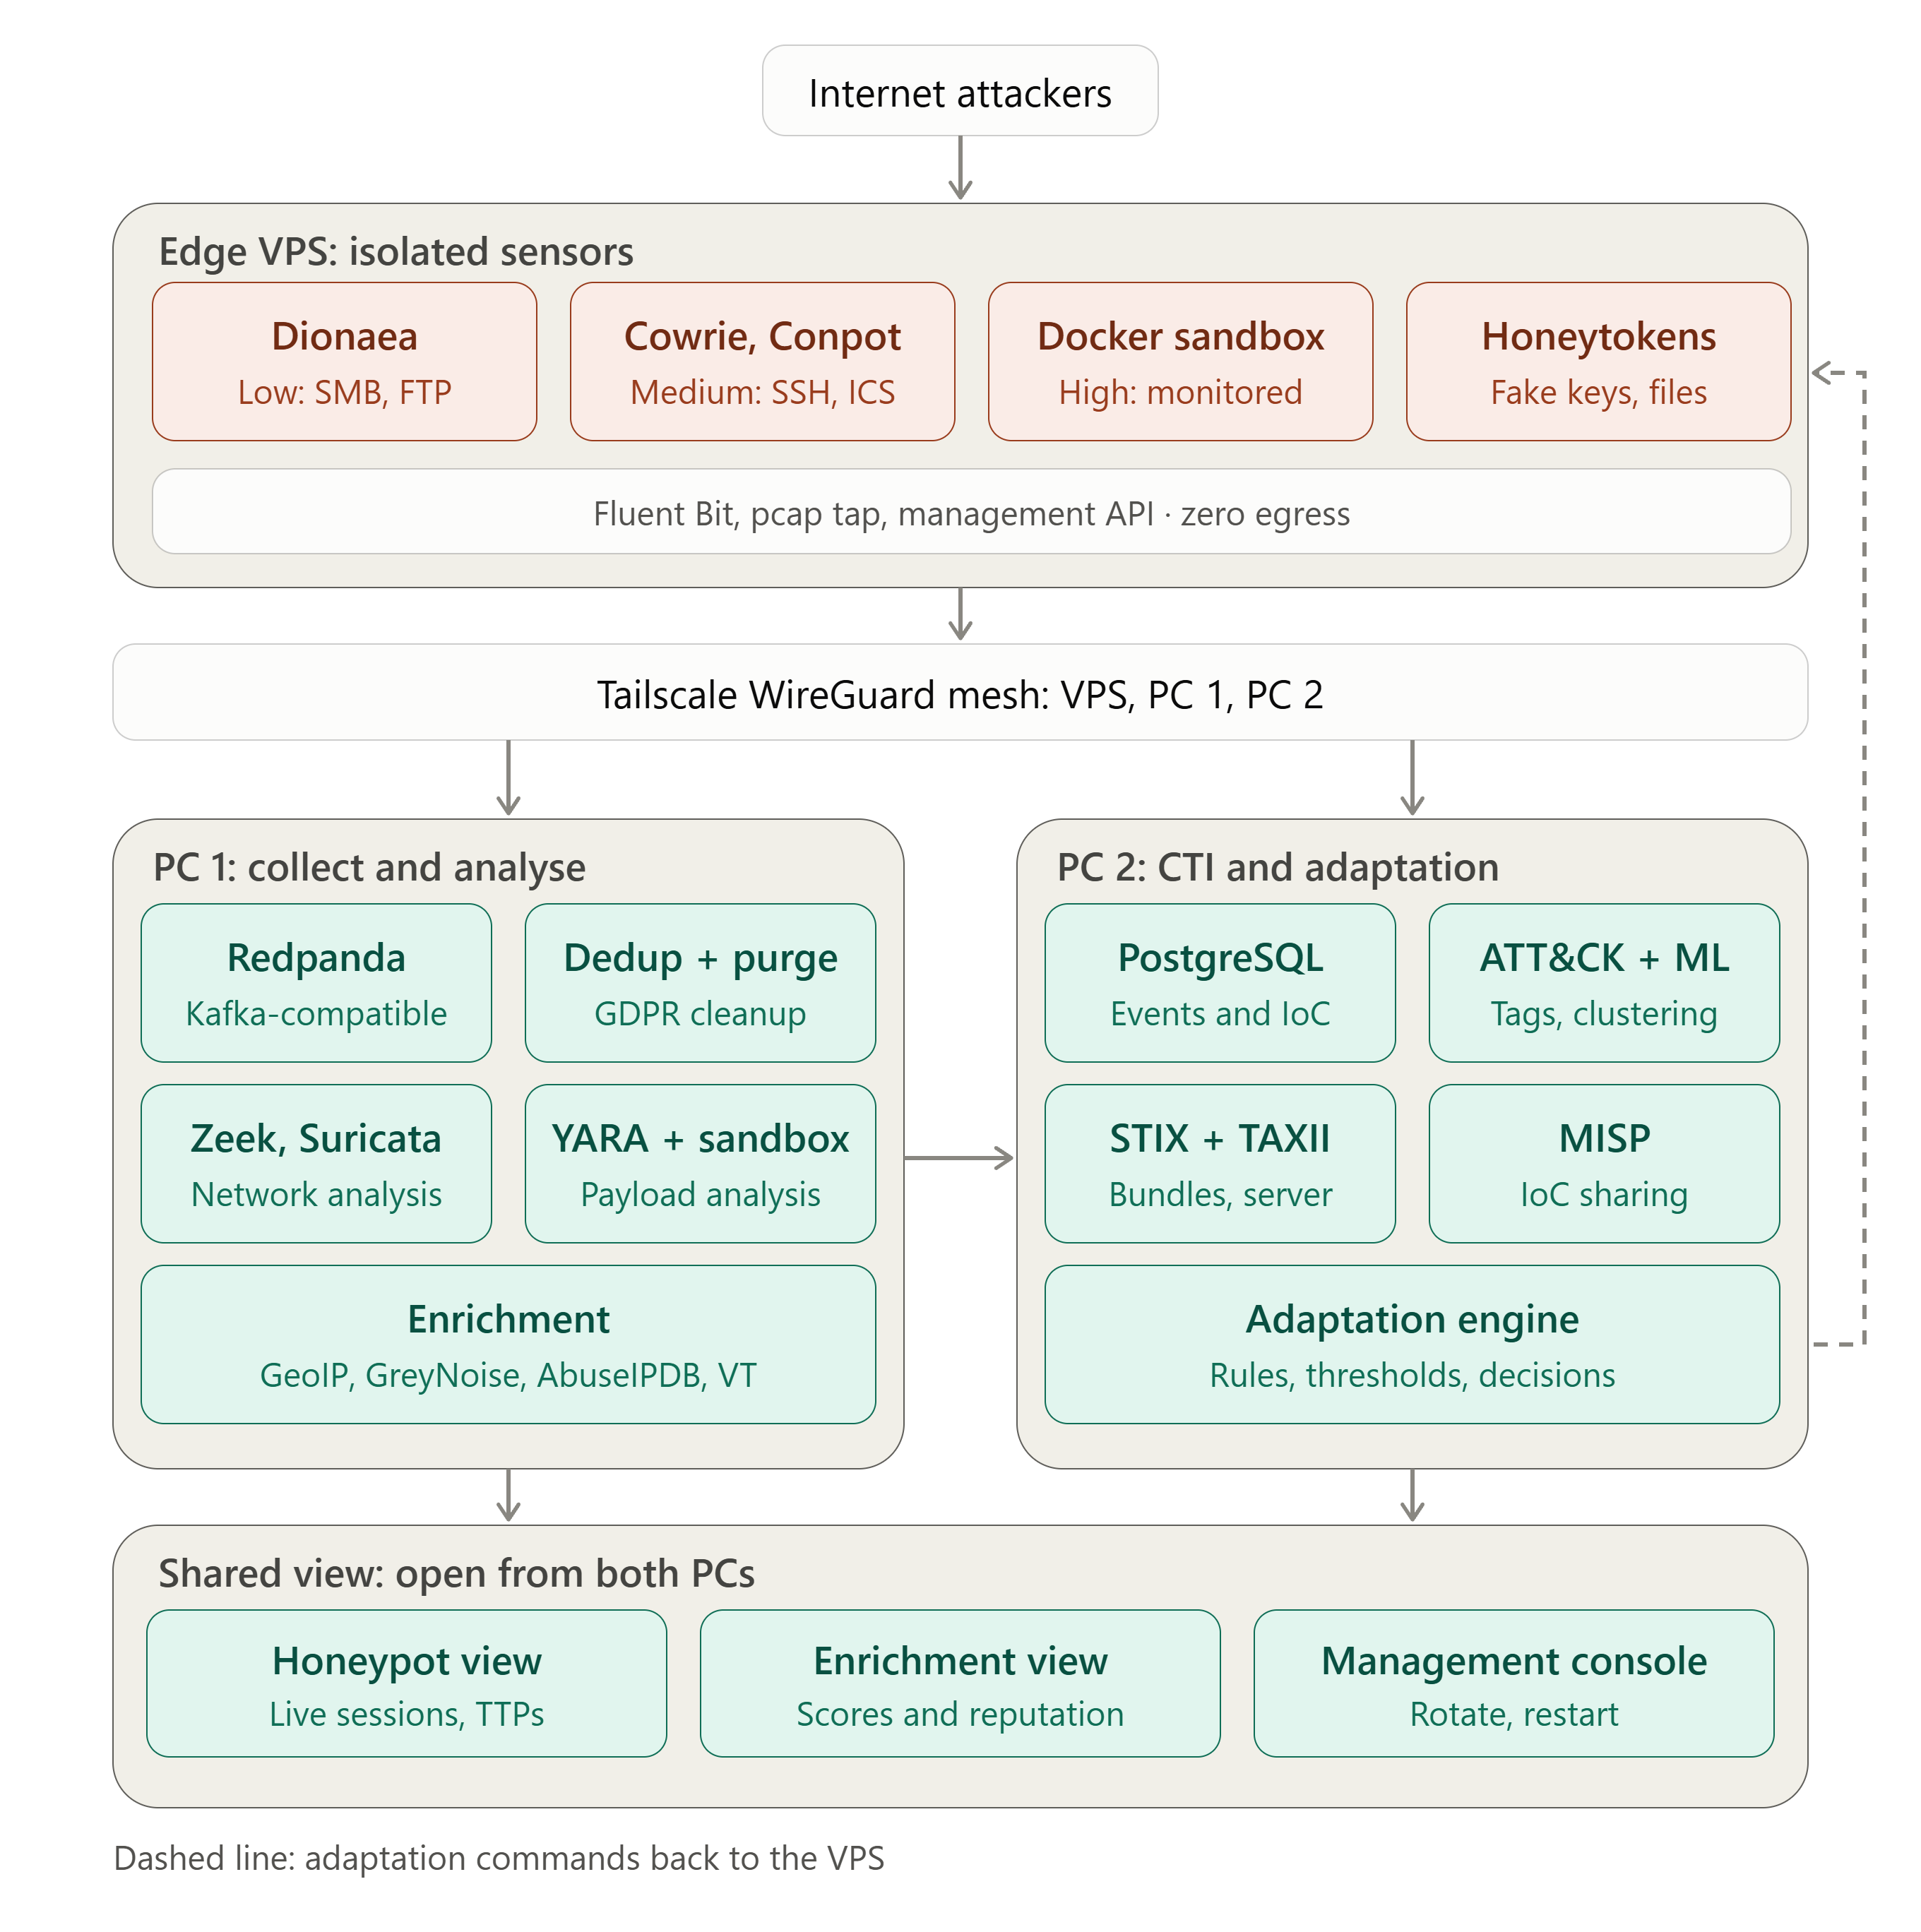 Internet attackers
Edge VPS: isolated sensors
Dionaea
Low: SMB, FTP
Cowrie, Conpot
Medium: SSH, ICS
Docker sandbox
High: monitored
Honeytokens
Fake keys, files
Fluent Bit, pcap tap, management API · zero egress
Tailscale WireGuard mesh: VPS, PC 1, PC 2
PC 1: collect and analyse
Redpanda
Kafka-compatible
Dedup + purge
GDPR cleanup
Zeek, Suricata
Network analysis
YARA + sandbox
Payload analysis
Enrichment
GeoIP, GreyNoise, AbuseIPDB, VT
PC 2: CTI and adaptation
PostgreSQL
Events and IoC
ATT&CK + ML
Tags, clustering
STIX + TAXII
Bundles, server
MISP
IoC sharing
Adaptation engine
Rules, thresholds, decisions
Shared view: open from both PCs
Honeypot view
Live sessions, TTPs
Enrichment view
Scores and reputation
Management console
Rotate, restart
Dashed line: adaptation commands back to the VPS